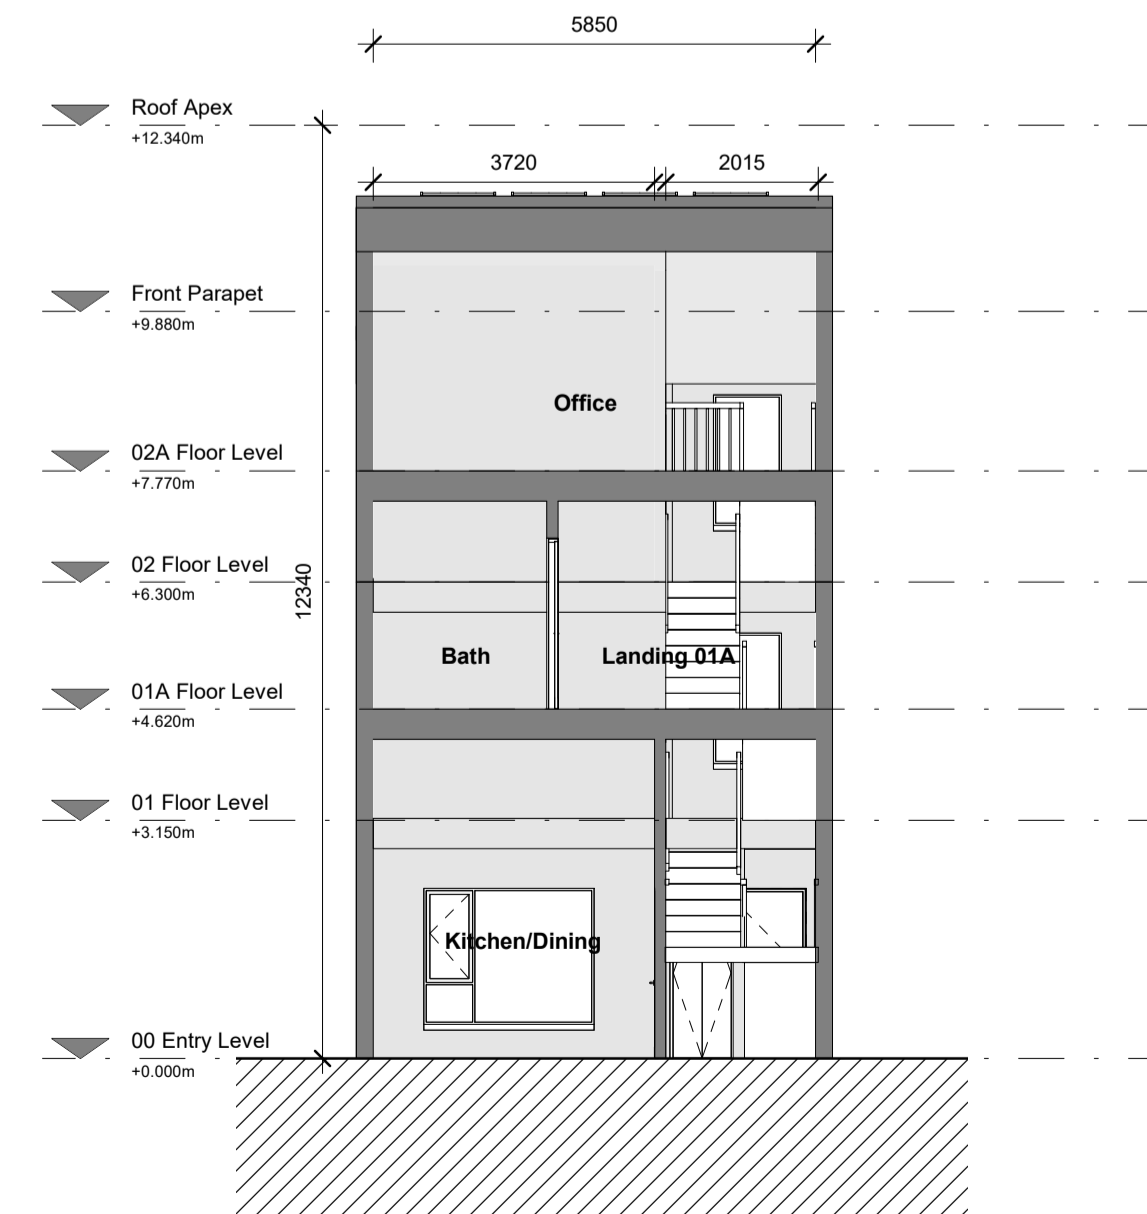 5850
Roof Apex
+12.340m
3720
2015
Front Parapet
+9.880m
Office
02A Floor Level
+7.770m
02 Floor Level
+6.300m
12340
Bath
Landing 01A
01A Floor Level
+4.620m
01 Floor Level
+3.150m
Kitchen/Dining
00 Entry Level
+0.000m